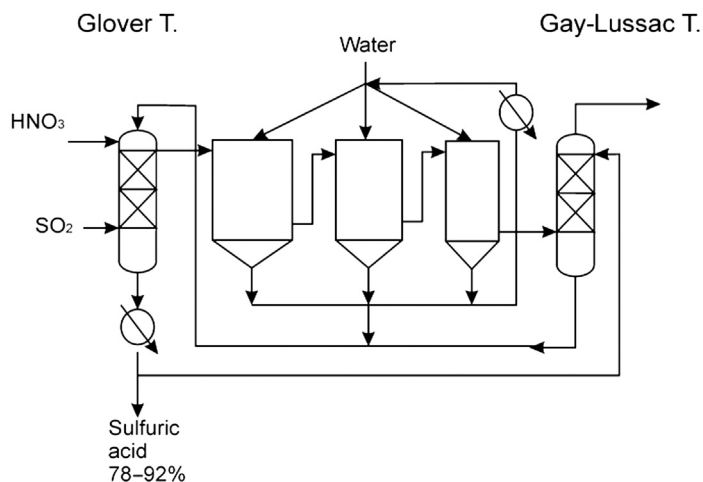 Glover T.
Gay-Lussac T.
Water
HNO₃
SO₂
Sulfuric
acid
78–92%